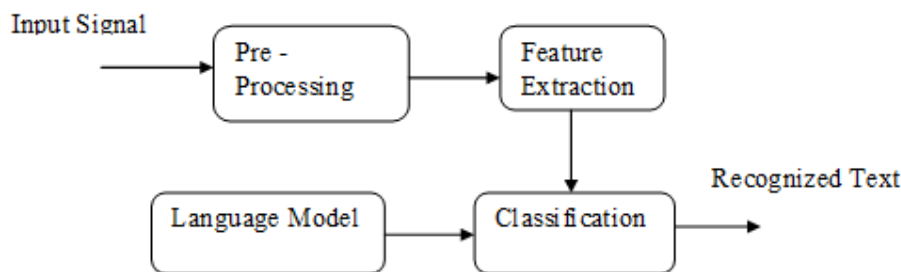 Input Signal
Pre -
Processing
Feature
Extraction
Recognized Text
Language Model
Classification